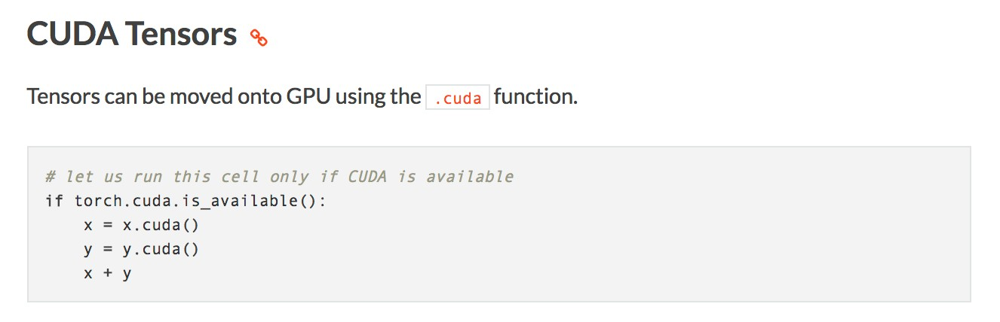 CUDA Tensors
Tensors can be moved onto GPU using the .cuda function.
# let us run this cell only if CUDA is available
if torch.cuda.is_available():
    x = x.cuda()
    y = y.cuda()
    x + y